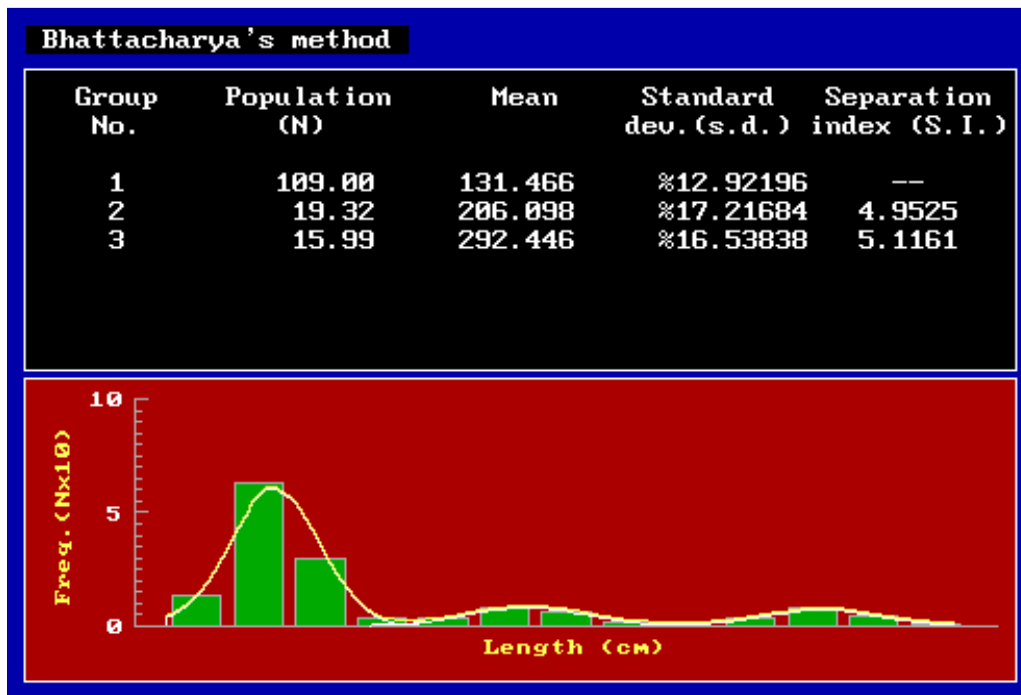 Bhattacharya's method
Group Population Mean Standard Separation
No. (N) dev.(s.d.) index (S.I.)
1 109.00 131.466 %12.92196 --
2 19.32 206.098 %17.21684 4.9525
3 15.99 292.446 %16.53838 5.1161
10
5
0
Freq.(N×10)
Length (cm)